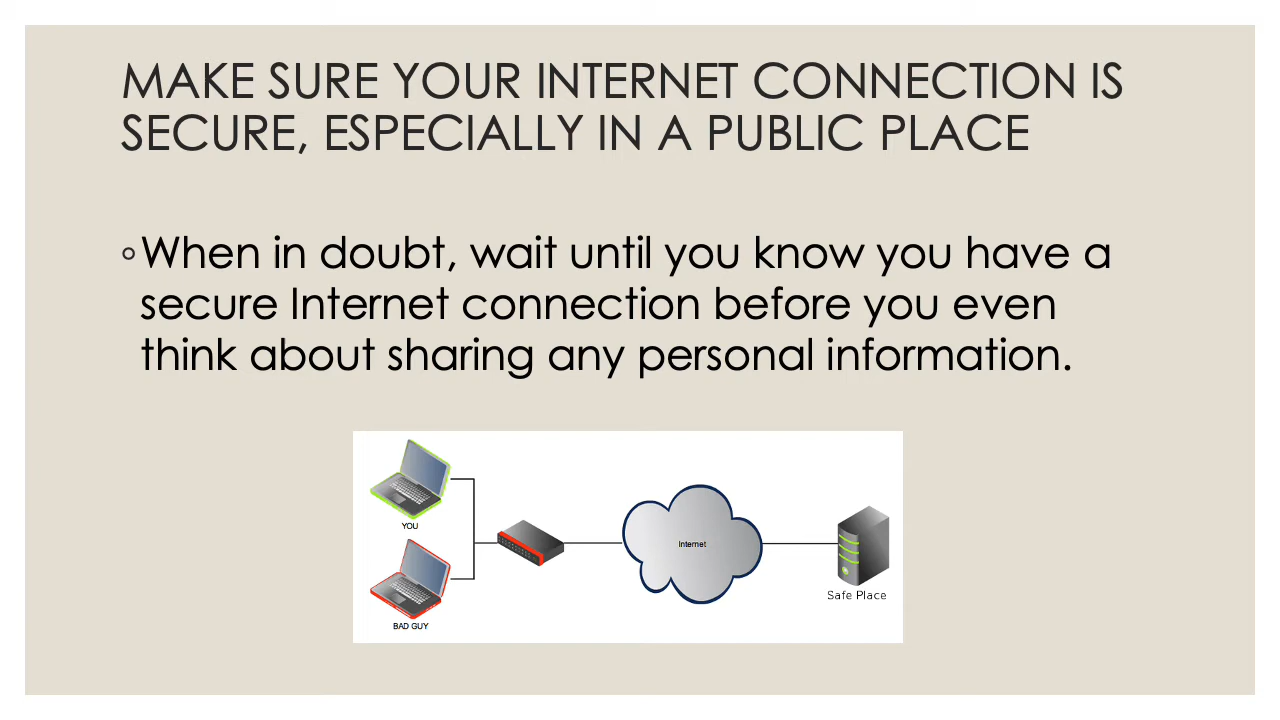 MAKE SURE YOUR INTERNET CONNECTION IS
SECURE, ESPECIALLY IN A PUBLIC PLACE
◦When in doubt, wait until you know you have a
secure Internet connection before you even
think about sharing any personal information.
YOU
BAD GUY
Internet
Safe Place